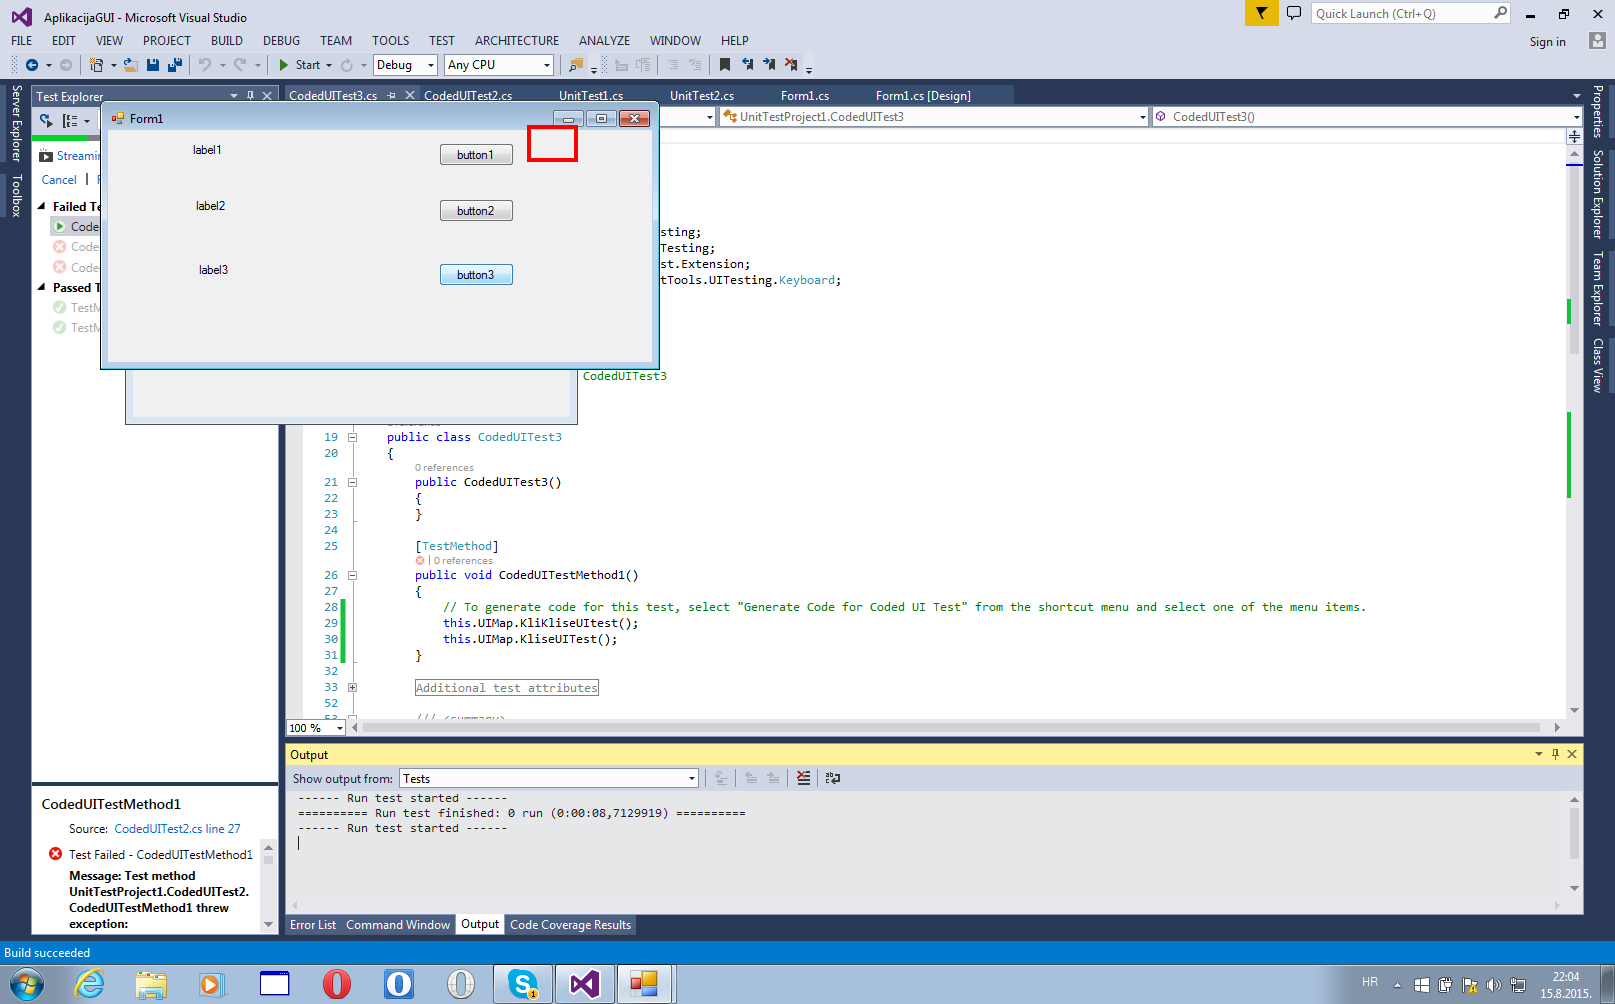 AplikacijaGUI - Microsoft Visual Studio
Quick Launch (Ctrl+Q)
FILE EDIT VIEW PROJECT BUILD DEBUG TEAM TOOLS TEST ARCHITECTURE ANALYZE WINDOW HELP
Sign in
Start Debug Any CPU
Server Explorer
Toolbox
Test Explorer
CodedUITest3.cs CodedUITest2.cs UnitTest1.cs UnitTest2.cs Form1.cs Form1.cs [Design]
UnitTestProject1.CodedUITest3 CodedUITest3()
Properties
Solution Explorer
Team Explorer
Class View
Streamin
Cancel
Failed Te
Code
Code
Code
Passed T
TestM
TestM
Form1
label1 button1
label2 button2
label3 button3
sting;
Testing;
st.Extension;
tTools.UITesting.Keyboard;
CodedUITest3
19 public class CodedUITest3
20 {
0 references
21 public CodedUITest3()
22 {
23 }
24
25 [TestMethod]
| 0 references
26 public void CodedUITestMethod1()
27 {
28 // To generate code for this test, select "Generate Code for Coded UI Test" from the shortcut menu and select one of the menu items.
29 this.UIMap.KliKliseUItest();
30 this.UIMap.KliseUITest();
31 }
32
33 Additional test attributes
52
53 /// <summary>
100 %
Output
Show output from: Tests
------ Run test started ------
========== Run test finished: 0 run (0:00:08,7129919) ==========
------ Run test started ------
Error List Command Window Output Code Coverage Results
CodedUITestMethod1
Source: CodedUITest2.cs line 27
Test Failed - CodedUITestMethod1
Message: Test method
UnitTestProject1.CodedUITest2.
CodedUITestMethod1 threw
exception:
Build succeeded
HR
22:04
15.8.2015.